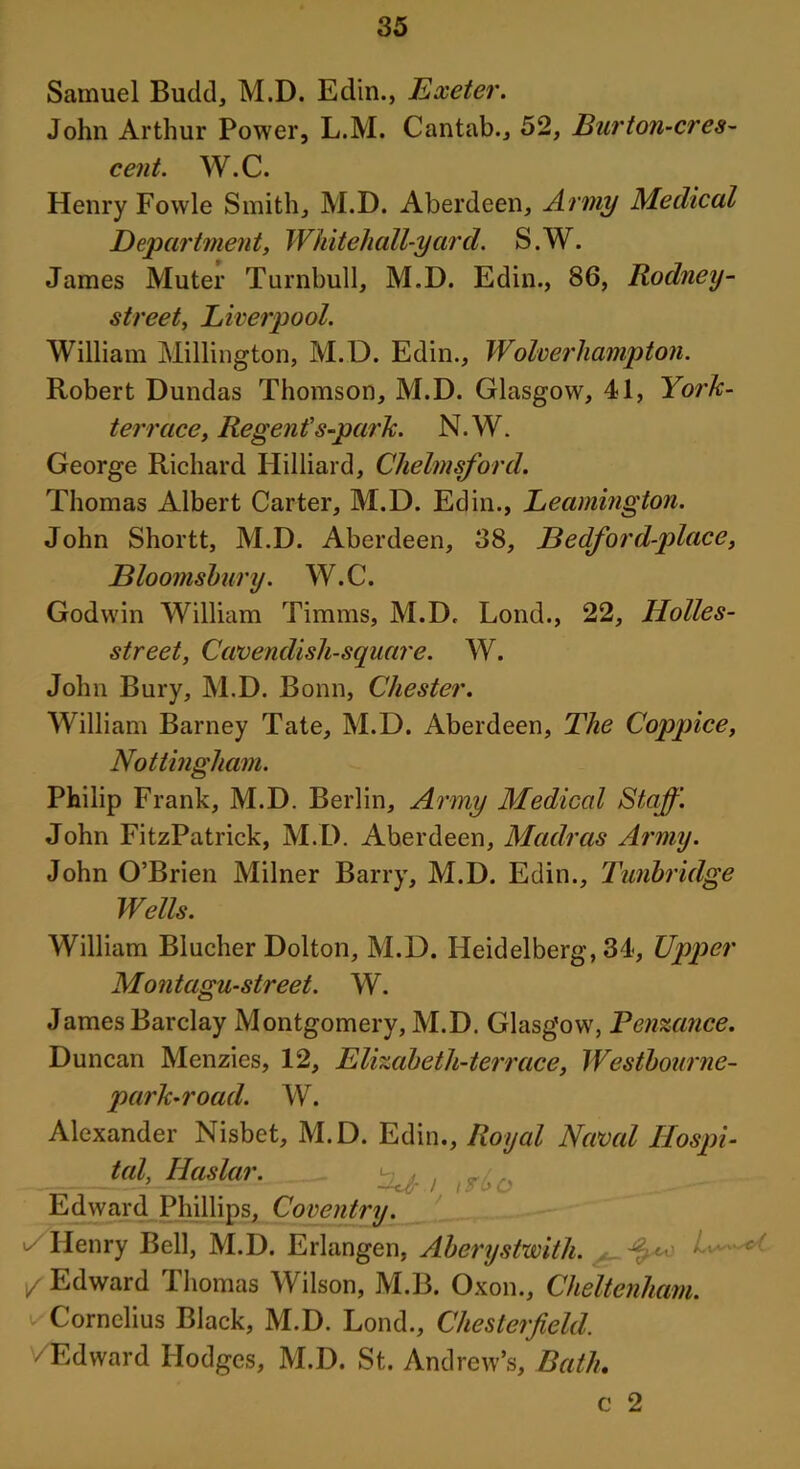 35
Samuel Budd, M.D. Edin., Exeter.
John Arthur Power, L.M. Cantab., 52, Burton-cres-
cent. W.C.
Henry Fowle Smith, M.D. Aberdeen, Army Medical
Department, Whitehall-yard. S.W.
James Muter Turnbull, M.D. Edin., 86, Rodney-
street, Liverpool.
William Millington, M.D. Edin., Wolverhampton.
Robert Dundas Thomson, M.D. Glasgow, 41, York-
terrace, Regent's-park. N.W.
George Richard Hilliard, Chelmsford.
Thomas Albert Carter, M.D. Edin., Leamington.
John Shortt, M.D. Aberdeen, 38, Bedford-place,
Bloomsbury. W.C.
Godwin William Timms, M.D. Lond., 22, Holles-
street, Cavendish-square. W.
John Bury, M.D. Bonn, Chester.
William Barney Tate, M.D. Aberdeen, The Coppice,
Nottingham.
Philip Frank, M.D. Berlin, Army Medical Staff.
John FitzPatrick, M.D. Aberdeen, Madras Army.
John O'Brien Milner Barry, M.D. Edin., Tunbridge
Wells.
William Blucher Dolton, M.D. Heidelberg, 34, Upper
Montagu-street. W.
James Barclay Montgomery, M.D. Glasgow, Penzance.
Duncan Menzies, 12, Elizabeth-terrace, Westbourne-
park-road. W.
Alexander Nisbet, M.D. Edin., Royal Naval Hospi-
tal, Haslar. 1860
Edward Phillips, Coventry.
Henry Bell, M.D. Erlangen, Aberystwith.
Edward Thomas Wilson, M.B. Oxon., Cheltenham.
Cornelius Black, M.D. Lond., Chesterfield.
Edward Hodges, M.D. St. Andrew's, Bath.
C 2